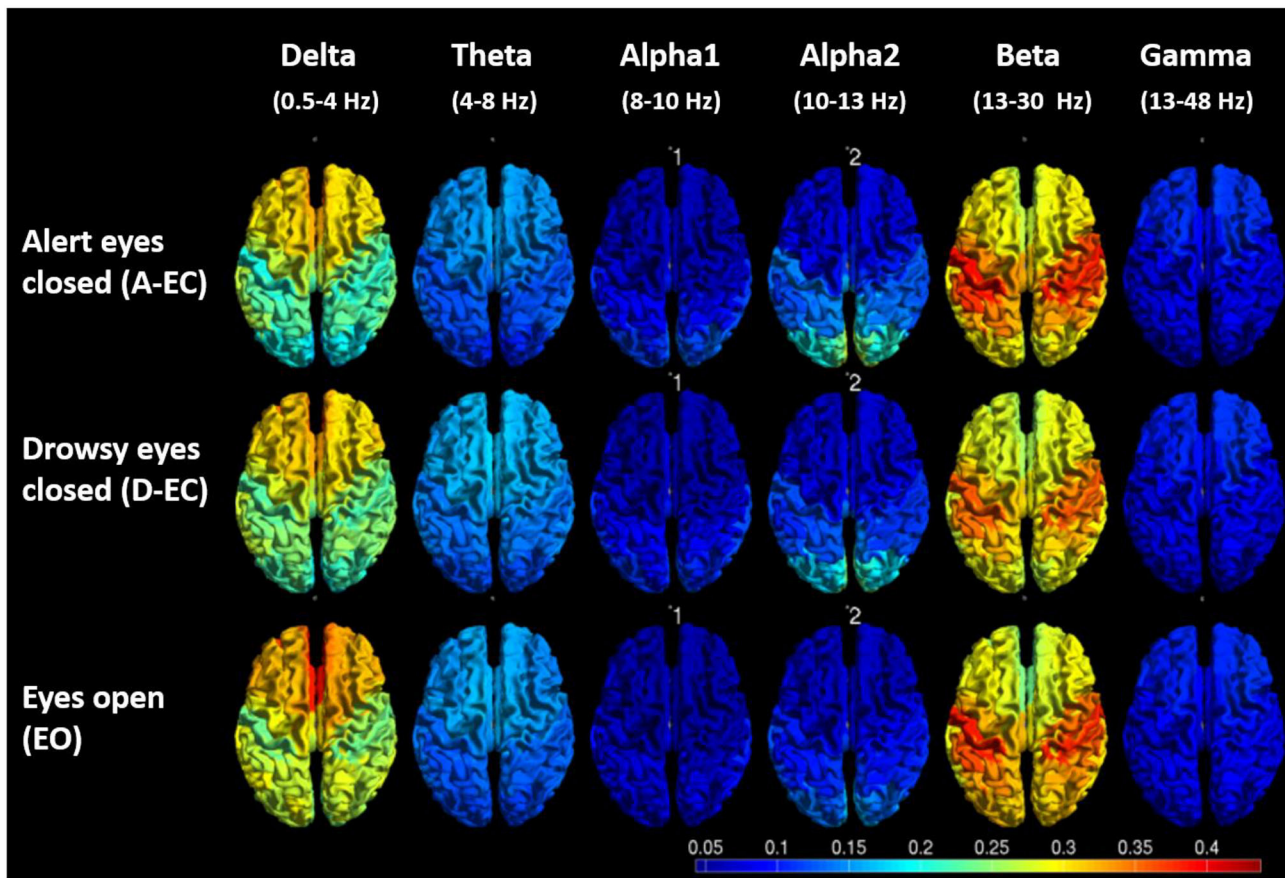 Delta Theta Alpha1 Alpha2 Beta Gamma
(0.5-4 Hz) (4-8 Hz) (8-10 Hz) (10-13 Hz) (13-30 Hz) (13-48 Hz)
1 2
Alert eyes
closed (A-EC)
1 2
Drowsy eyes
closed (D-EC)
1 2
Eyes open
(EO)
0.05 0.1 0.15 0.2 0.25 0.3 0.35 0.4